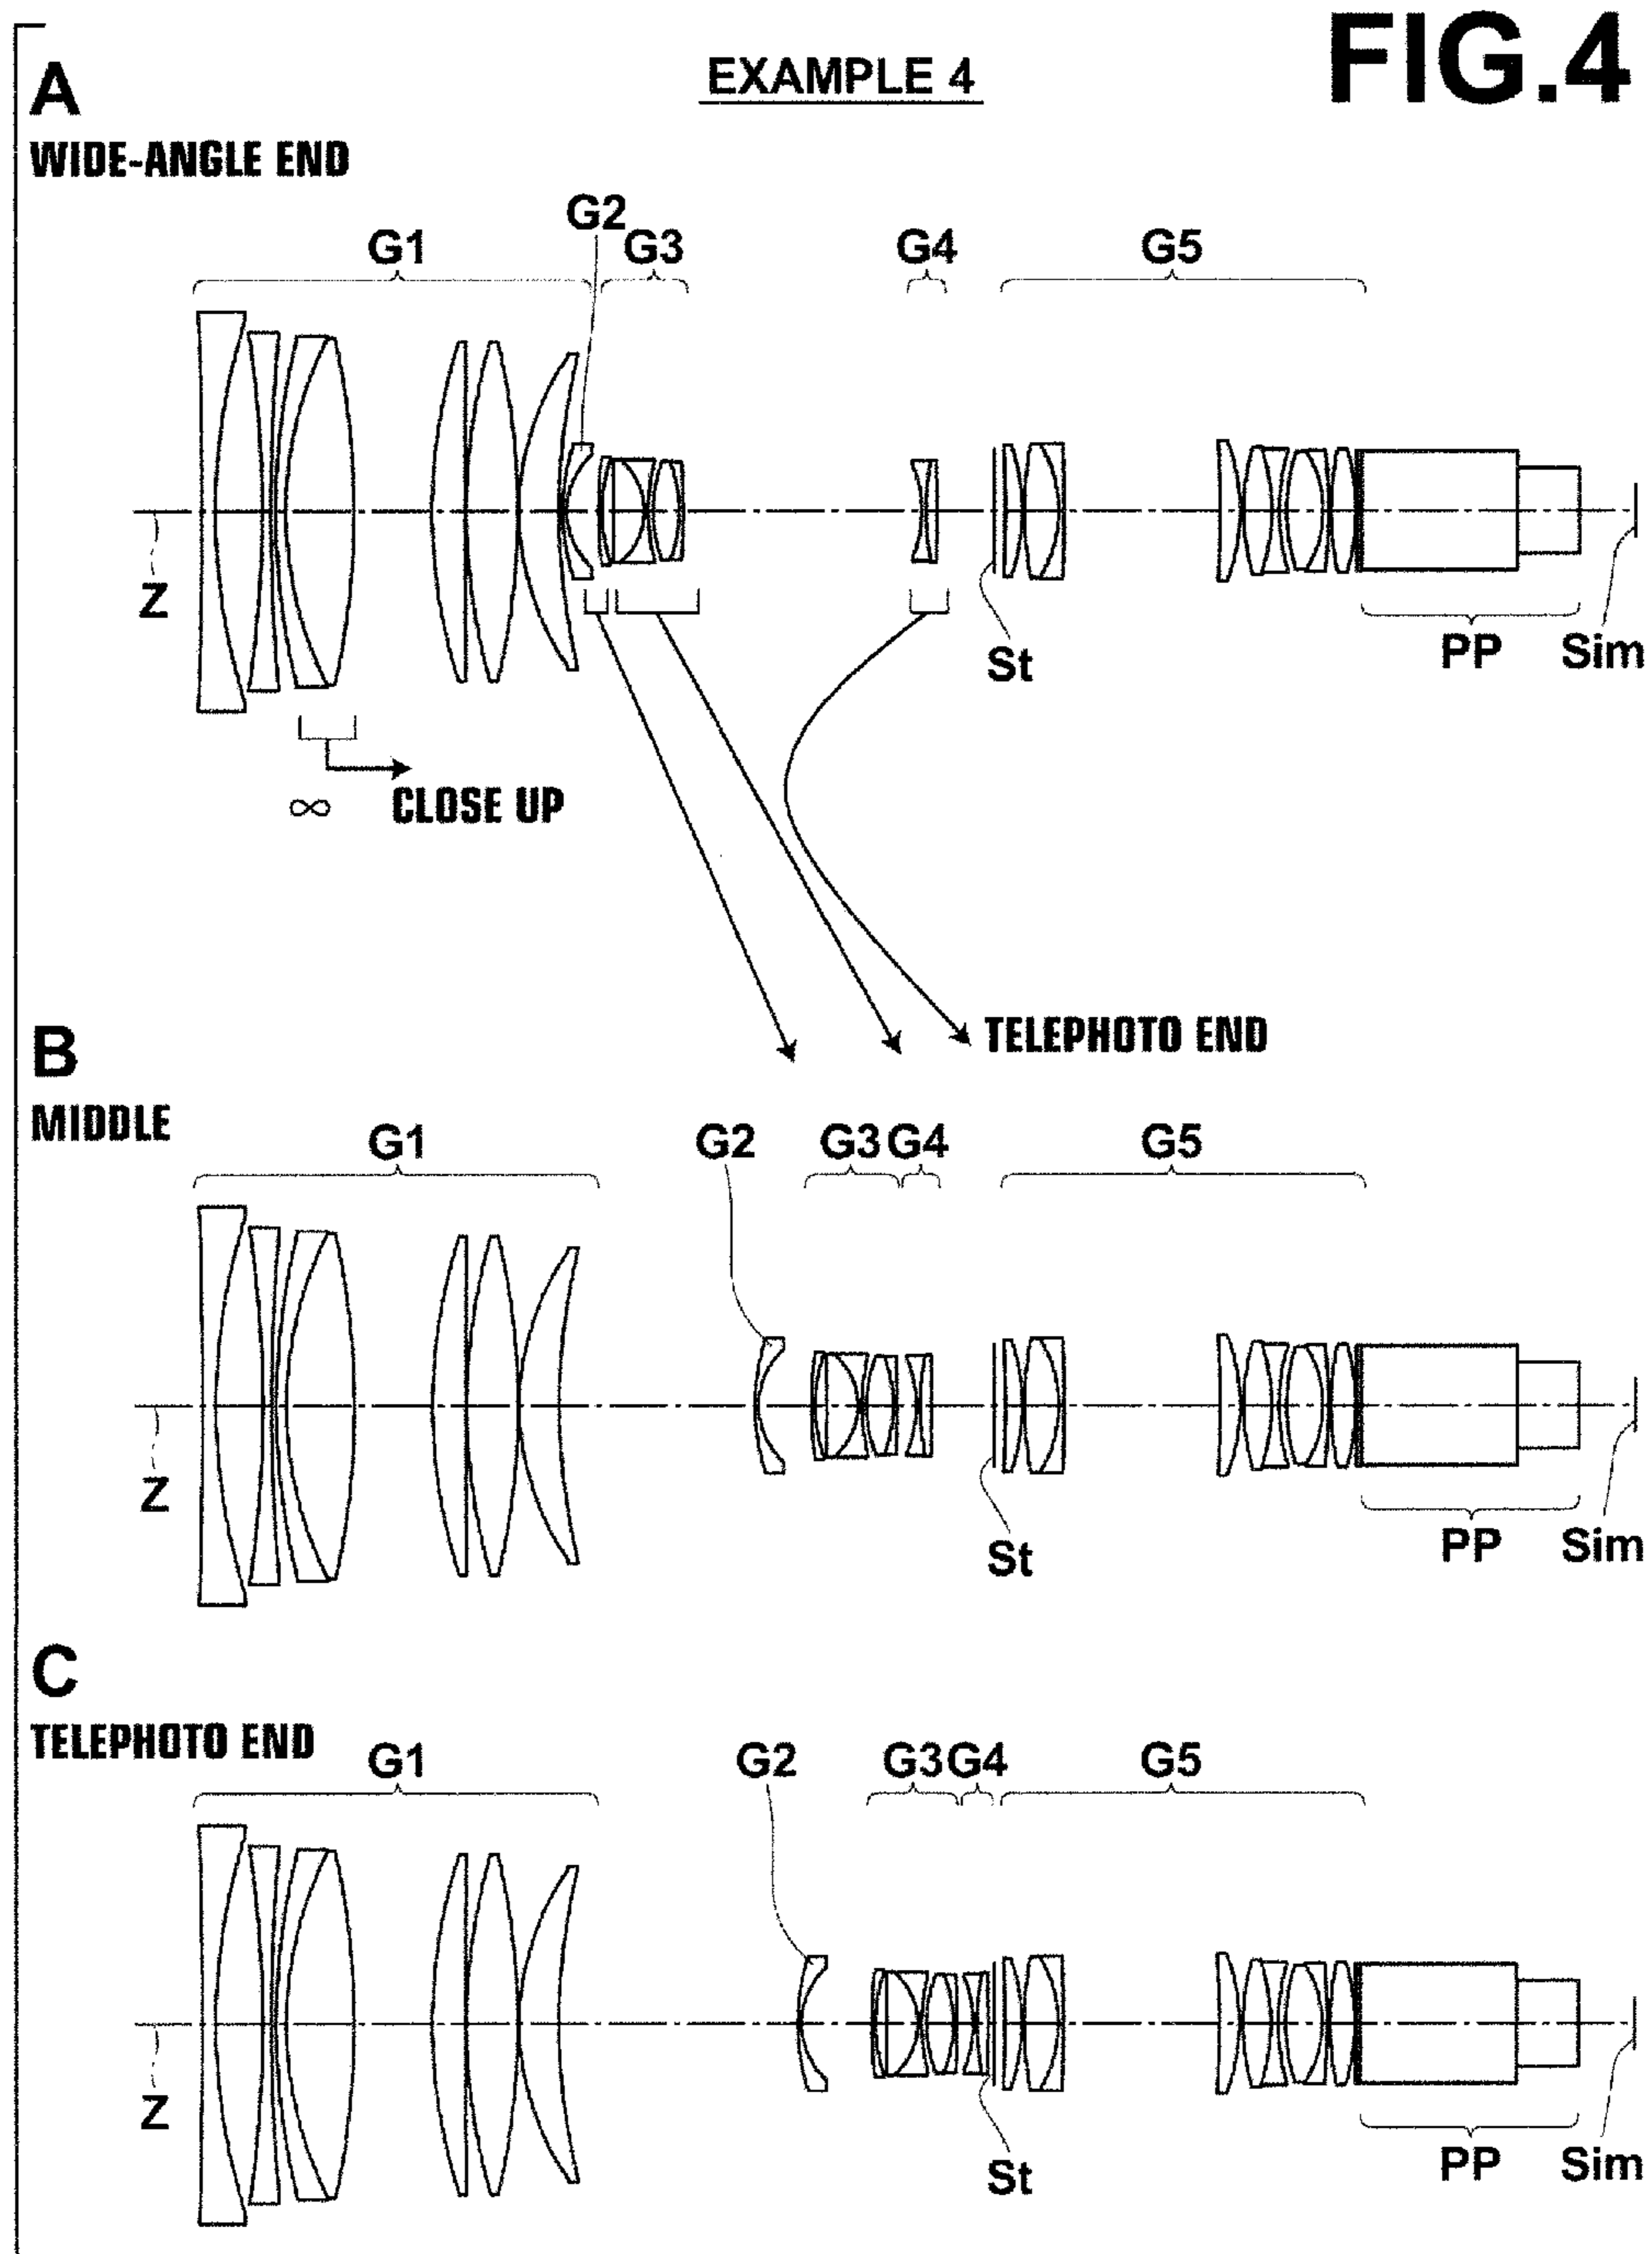 FIG.4
EXAMPLE 4
A
WIDE-ANGLE END
G1
G2
G3
G4
G5
Z
St
PP
Sim
∞
CLOSE UP
TELEPHOTO END
B
MIDDLE
G1
G2
G3
G4
G5
Z
St
PP
Sim
C
TELEPHOTO END
G1
G2
G3
G4
G5
Z
St
PP
Sim